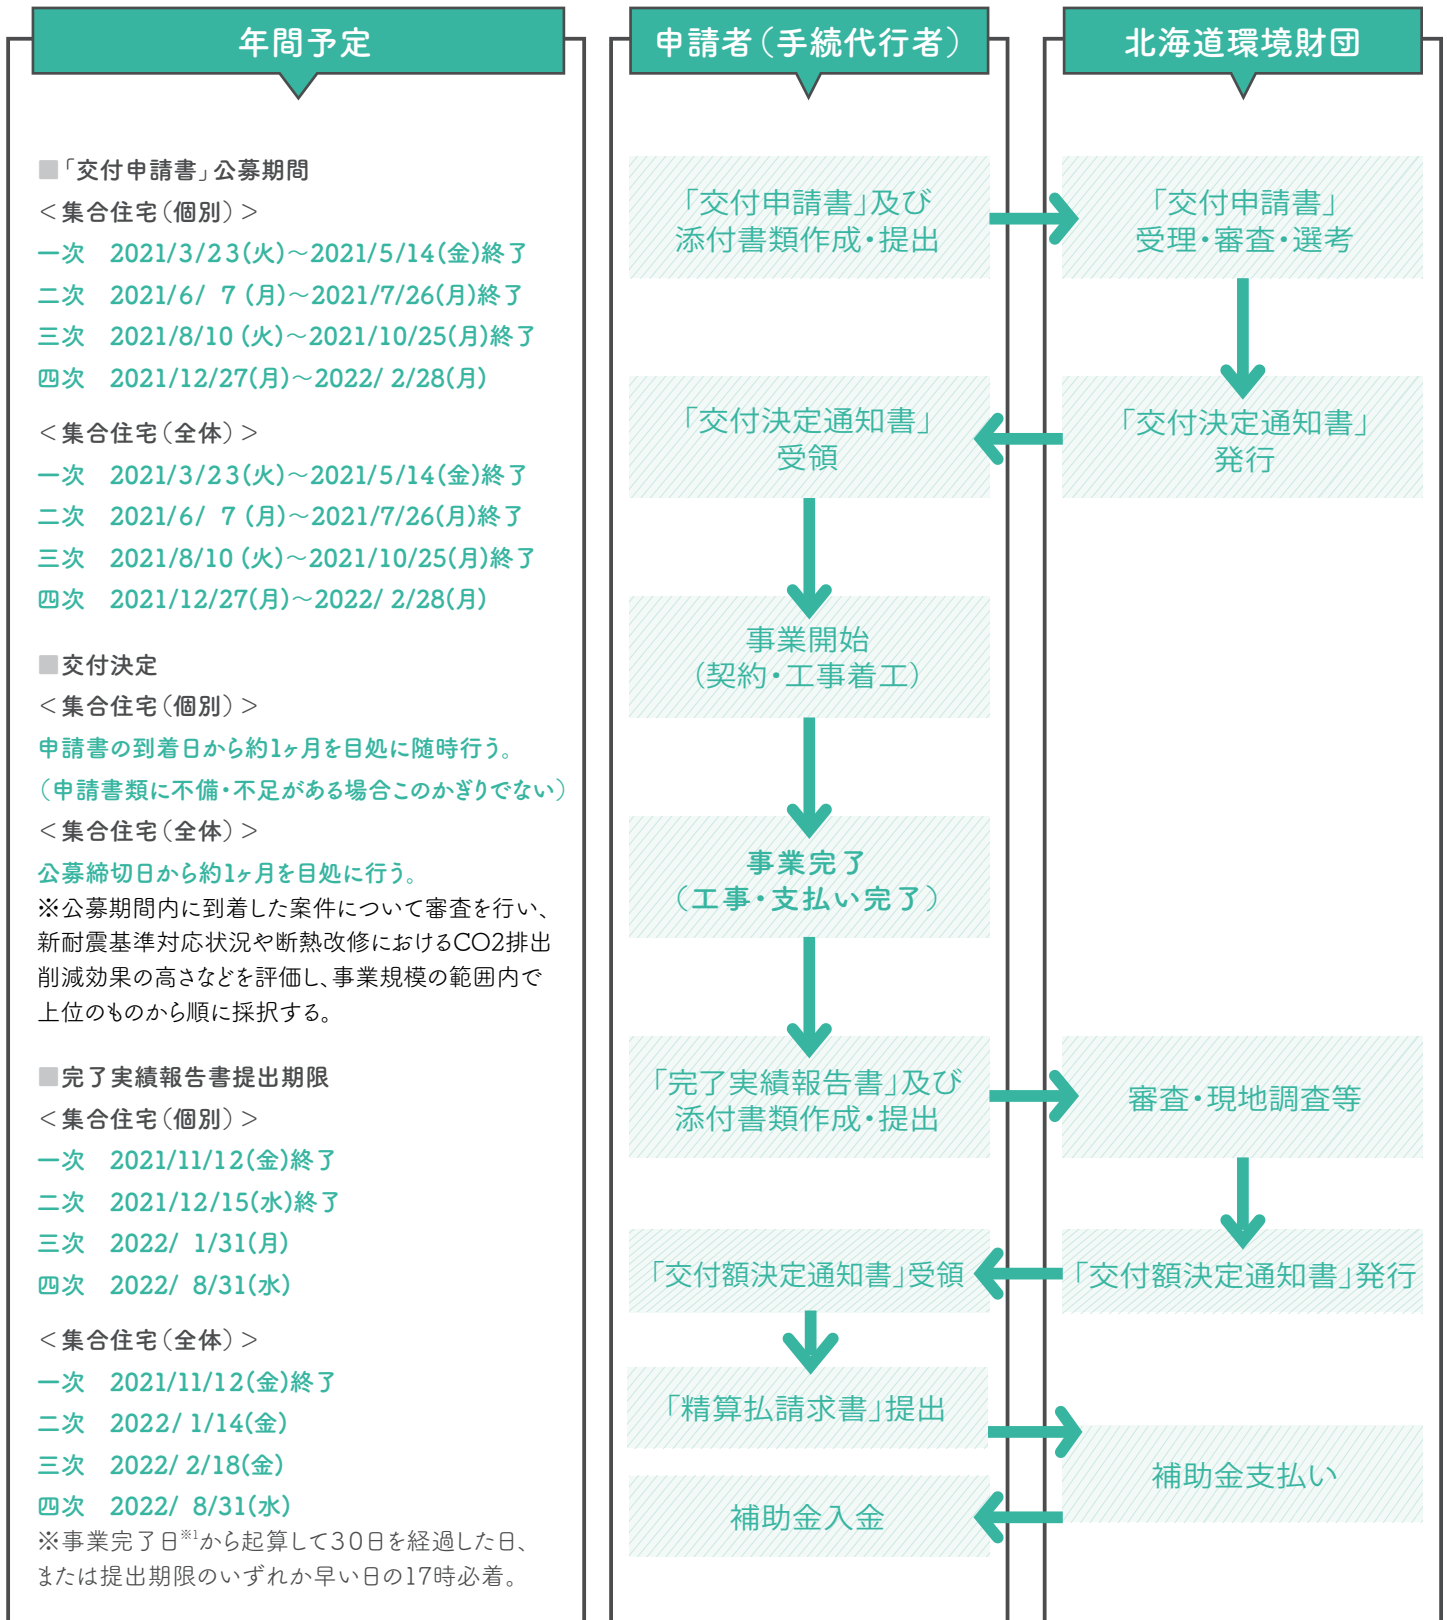 年間予定
■「交付申請書」公募期間
＜集合住宅（個別）＞
一次　2021/3/23(火)～2021/5/14(金)終了
二次　2021/6/ 7 (月)～2021/7/26(月)終了
三次　2021/8/10 (火)～2021/10/25(月)終了
四次　2021/12/27(月)～2022/ 2/28(月)
＜集合住宅（全体）＞
一次　2021/3/23(火)～2021/5/14(金)終了
二次　2021/6/ 7 (月)～2021/7/26(月)終了
三次　2021/8/10 (火)～2021/10/25(月)終了
四次　2021/12/27(月)～2022/ 2/28(月)
■交付決定
＜集合住宅（個別）＞
申請書の到着日から約1ヶ月を目処に随時行う。
（申請書類に不備・不足がある場合このかぎりでない）
＜集合住宅（全体）＞
公募締切日から約1ヶ月を目処に行う。
※公募期間内に到着した案件について審査を行い、
新耐震基準対応状況や断熱改修におけるCO2排出
削減効果の高さなどを評価し、事業規模の範囲内で
上位のものから順に採択する。
■完了実績報告書提出期限
＜集合住宅（個別）＞
一次　2021/11/12(金)終了
二次　2021/12/15(水)終了
三次　2022/ 1/31(月)
四次　2022/ 8/31(水)
＜集合住宅（全体）＞
一次　2021/11/12(金)終了
二次　2022/ 1/14(金)
三次　2022/ 2/18(金)
四次　2022/ 8/31(水)
※事業完了日※1から起算して30日を経過した日、
または提出期限のいずれか早い日の17時必着。
申請者（手続代行者）
「交付申請書」及び
添付書類作成・提出
「交付決定通知書」
受領
事業開始
（契約・工事着工）
事業完了
（工事・支払い完了）
「完了実績報告書」及び
添付書類作成・提出
「交付額決定通知書」受領
「精算払請求書」提出
補助金入金
北海道環境財団
「交付申請書」
受理・審査・選考
「交付決定通知書」
発行
審査・現地調査等
「交付額決定通知書」発行
補助金支払い